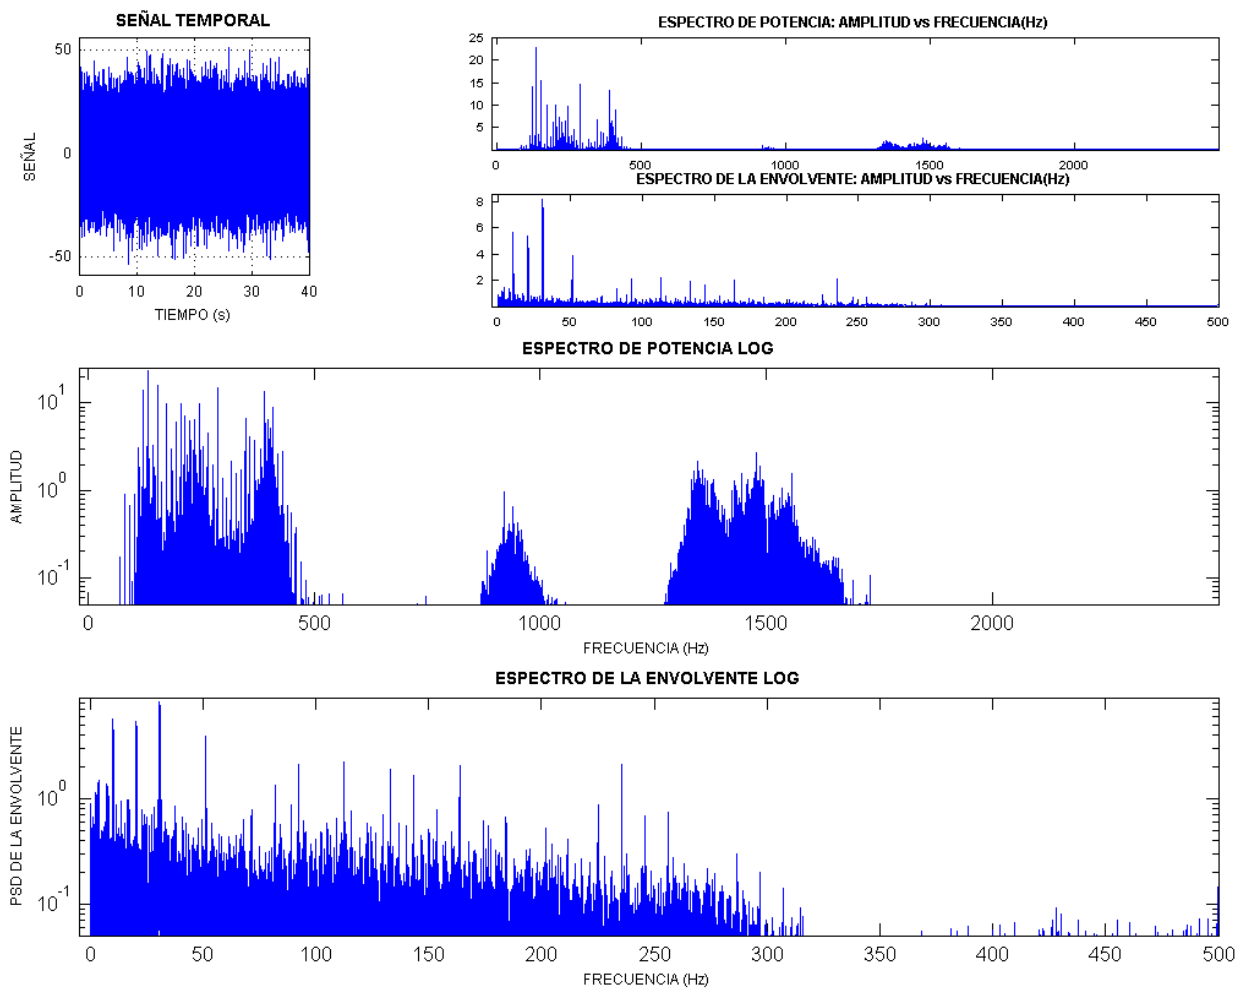 SEÑAL TEMPORAL
50
0
-50
SEÑAL
0 10 20 30 40
TIEMPO (s)
ESPECTRO DE POTENCIA: AMPLITUD vs FRECUENCIA(Hz)
25
20
15
10
5
0 500 1000 1500 2000
ESPECTRO DE LA ENVOLVENTE: AMPLITUD vs FRECUENCIA(Hz)
8
6
4
2
0 50 100 150 200 250 300 350 400 450 500
ESPECTRO DE POTENCIA LOG
10^1
10^0
10^-1
AMPLITUD
0 500 1000 1500 2000
FRECUENCIA (Hz)
ESPECTRO DE LA ENVOLVENTE LOG
10^0
10^-1
PSD DE LA ENVOLVENTE
0 50 100 150 200 250 300 350 400 450 500
FRECUENCIA (Hz)